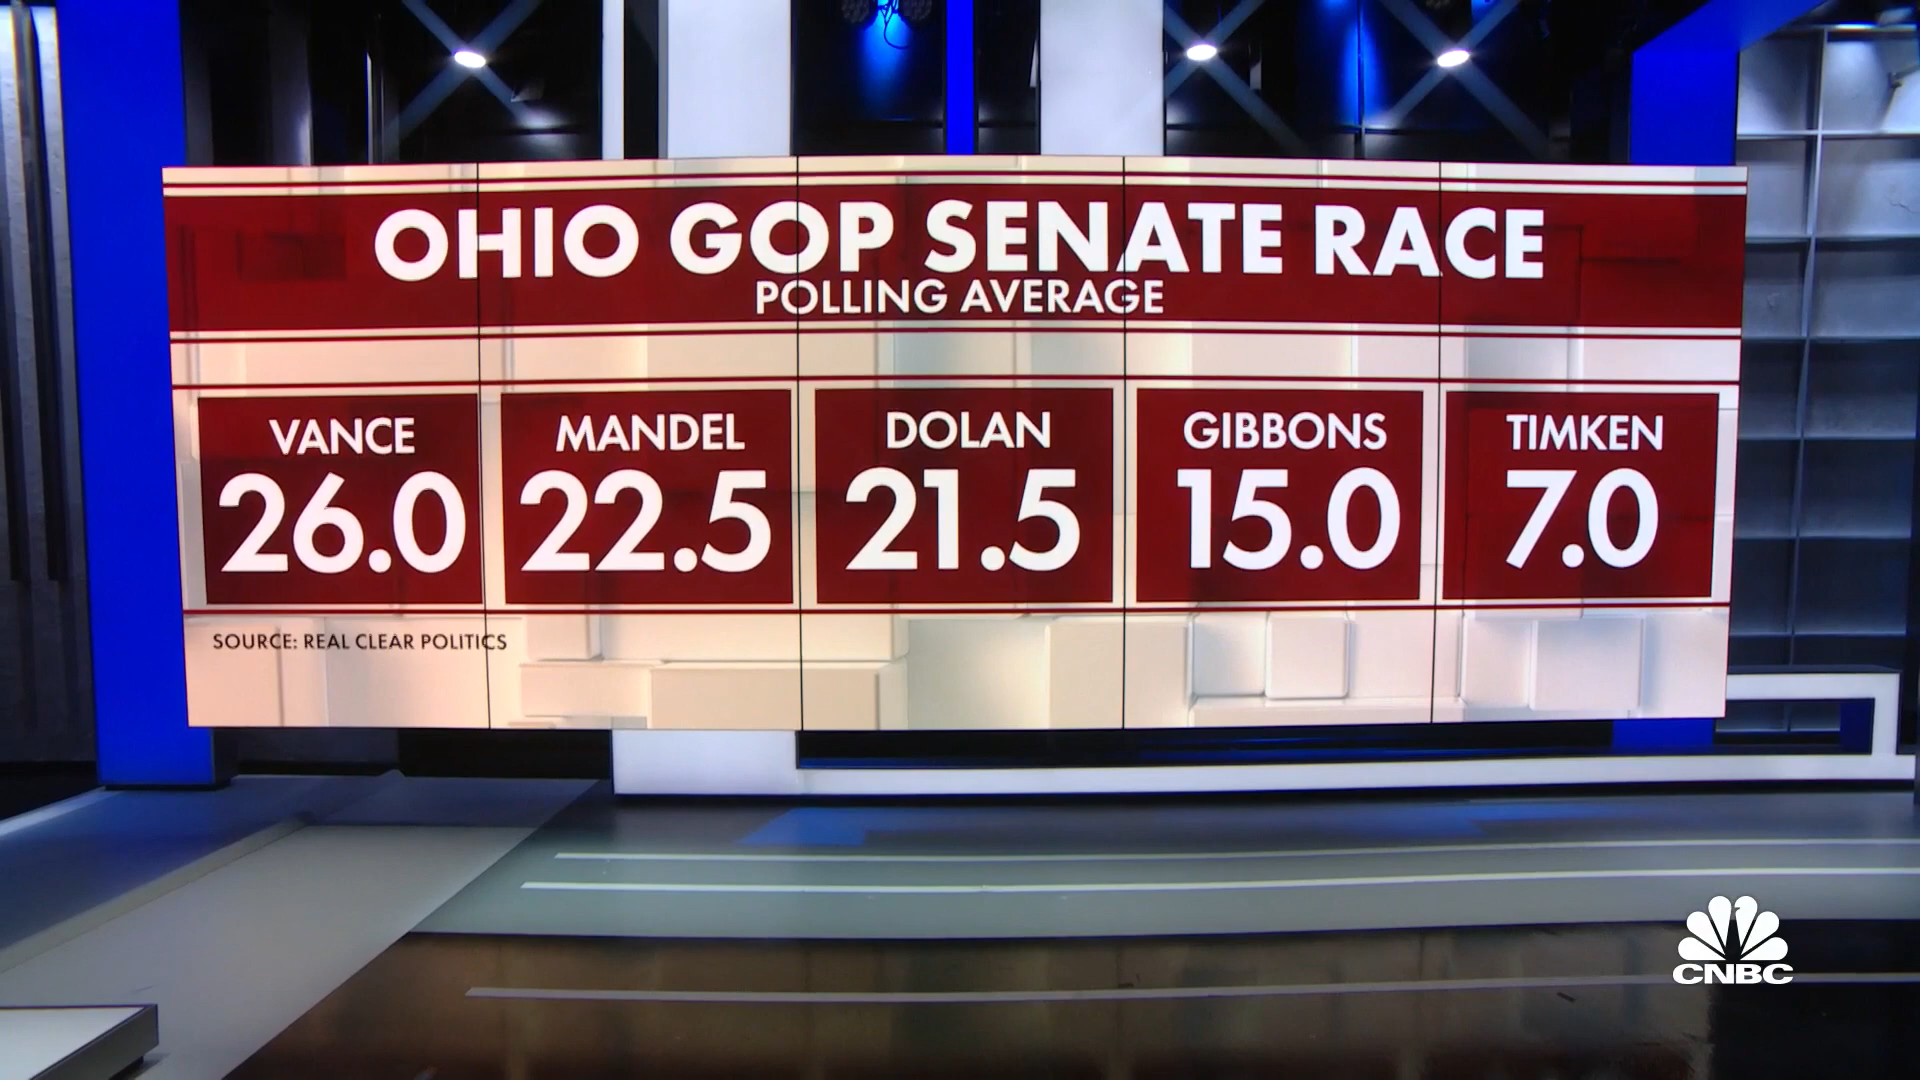 OHIO GOP SENATE RACE
POLLING AVERAGE
VANCE MANDEL DOLAN GIBBONS TIMKEN
26.0 22.5 21.5 15.0 7.0
SOURCE: REAL CLEAR POLITICS
CNBC